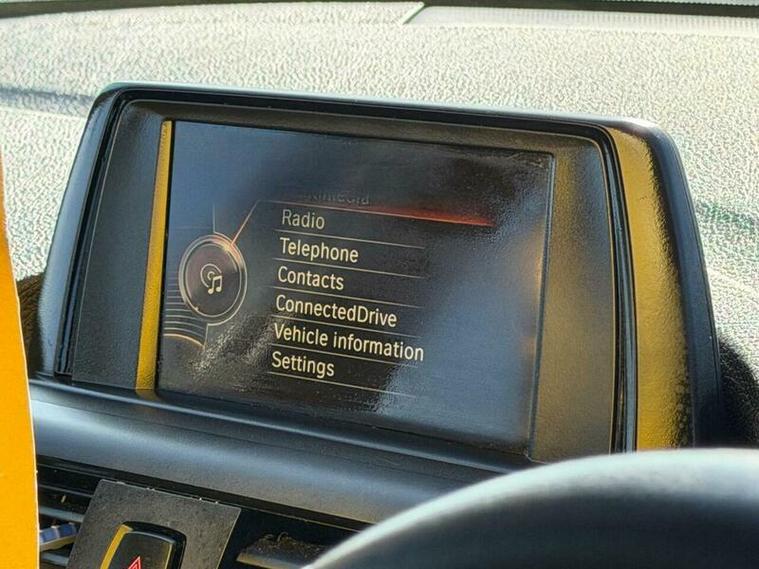 Radio
Telephone
Contacts
ConnectedDrive
Vehicle information
Settings